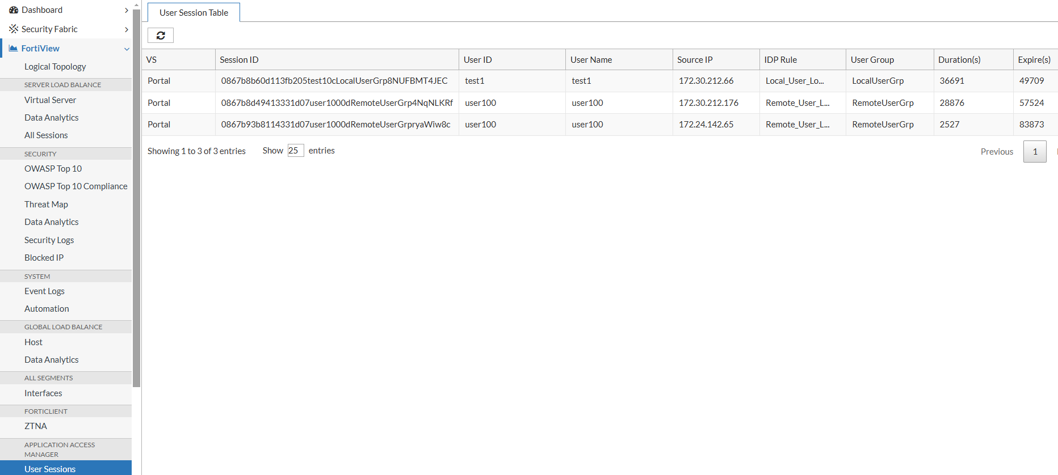 Dashboard
Security Fabric
FortiView
Logical Topology
SERVER LOAD BALANCE
Virtual Server
Data Analytics
All Sessions
SECURITY
OWASP Top 10
OWASP Top 10 Compliance
Threat Map
Data Analytics
Security Logs
Blocked IP
SYSTEM
Event Logs
Automation
GLOBAL LOAD BALANCE
Host
Data Analytics
ALL SEGMENTS
Interfaces
FORTICLIENT
ZTNA
APPLICATION ACCESS
MANAGER
User Sessions
User Session Table
VS Session ID User ID User Name Source IP IDP Rule User Group Duration(s) Expire(s)
Portal 0867b8b60d113fb205test10cLocalUserGrp8NUFBMT4JEC test1 test1 172.30.212.66 Local_User_Lo... LocalUserGrp 36691 49709
Portal 0867b8d49413331d07user1000dRemoteUserGrp4NqNLKRf user100 user100 172.30.212.176 Remote_User_L... RemoteUserGrp 28876 57524
Portal 0867b93b8114331d07user1000dRemoteUserGrpryaWiw8c user100 user100 172.24.142.65 Remote_User_L... RemoteUserGrp 2527 83873
Showing 1 to 3 of 3 entries Show 25 entries Previous 1